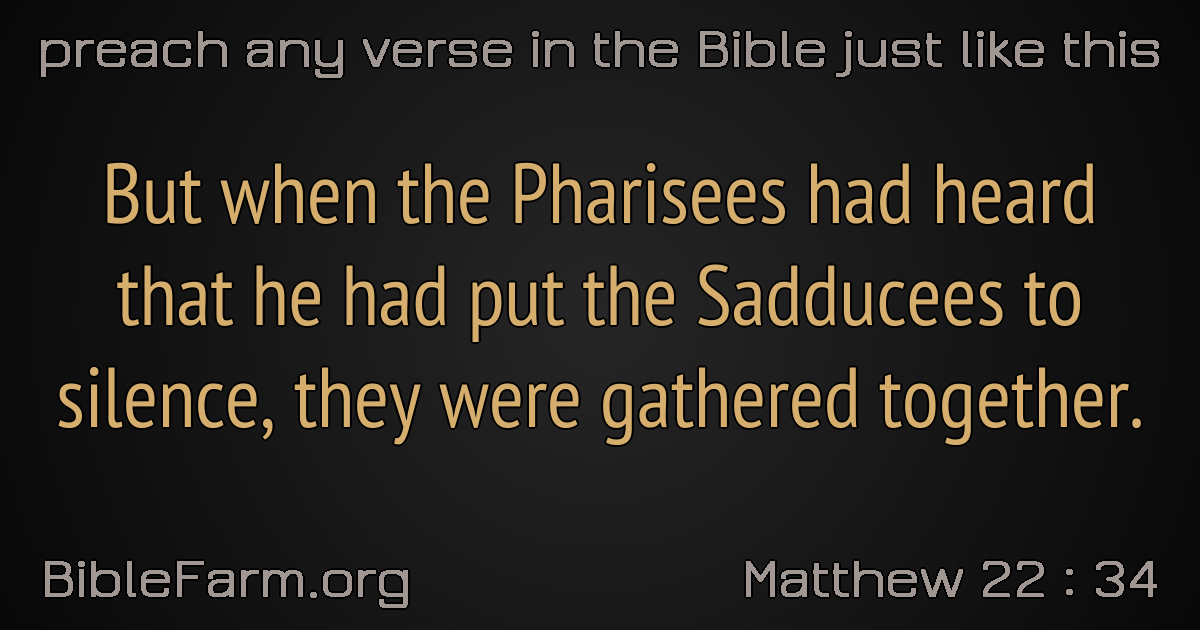 preach any verse in the Bible just like this
But when the Pharisees had heard
that he had put the Sadducees to
silence, they were gathered together.
BibleFarm.org
Matthew 22 : 34